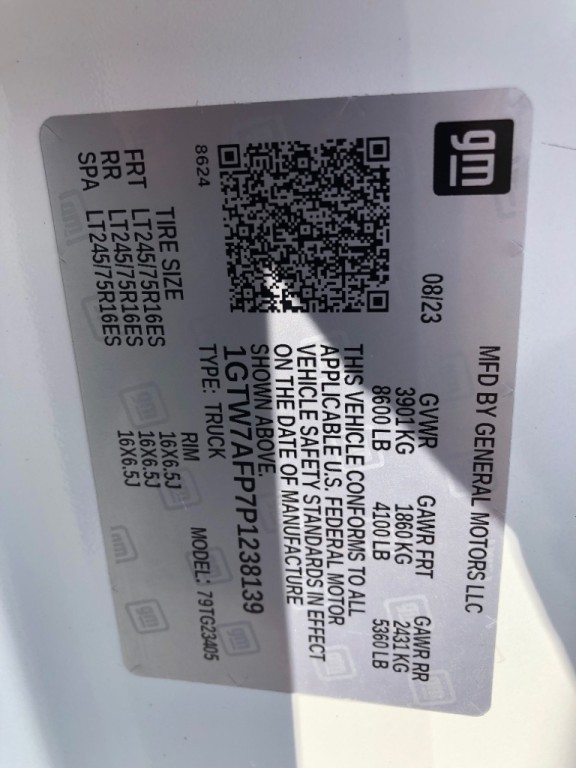 gm
MFD BY GENERAL MOTORS LLC
08/23
GVWR GAWR FRT GAWR RR
3901 KG 1860 KG 2431 KG
8600 LB 4100 LB 5360 LB
THIS VEHICLE CONFORMS TO ALL
APPLICABLE U.S. FEDERAL MOTOR
VEHICLE SAFETY STANDARDS IN EFFECT
ON THE DATE OF MANUFACTURE
SHOWN ABOVE.
1GTW7AFP7P1238139
TYPE: TRUCK MODEL: 79TG23405
8624
TIRE SIZE RIM
FRT LT245/75R16ES 16X6.5J
RR LT245/75R16ES 16X6.5J
SPA LT245/75R16ES 16X6.5J